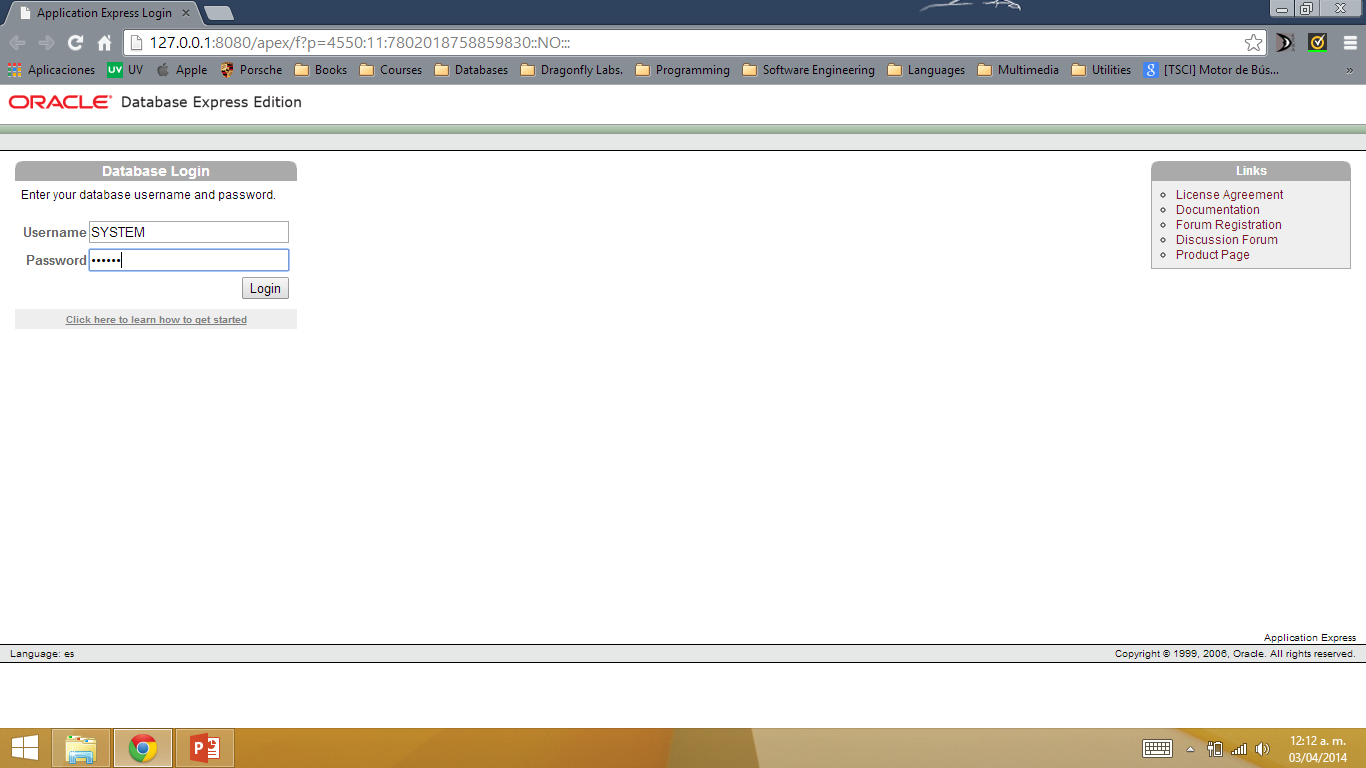 Application Express Login
127.0.0.1:8080/apex/f?p=4550:11:7802018758859830::NO:::
Aplicaciones UV UV Apple Porsche Books Courses Databases Dragonfly Labs. Programming Software Engineering Languages Multimedia Utilities [TSCI] Motor de Bús... »
ORACLE Database Express Edition
Database Login
Enter your database username and password.
Username SYSTEM
Password ••••••
Login
Click here to learn how to get started
Links
License Agreement
Documentation
Forum Registration
Discussion Forum
Product Page
Application Express
Language: es
Copyright © 1999, 2006, Oracle. All rights reserved.
12:12 a. m.
03/04/2014